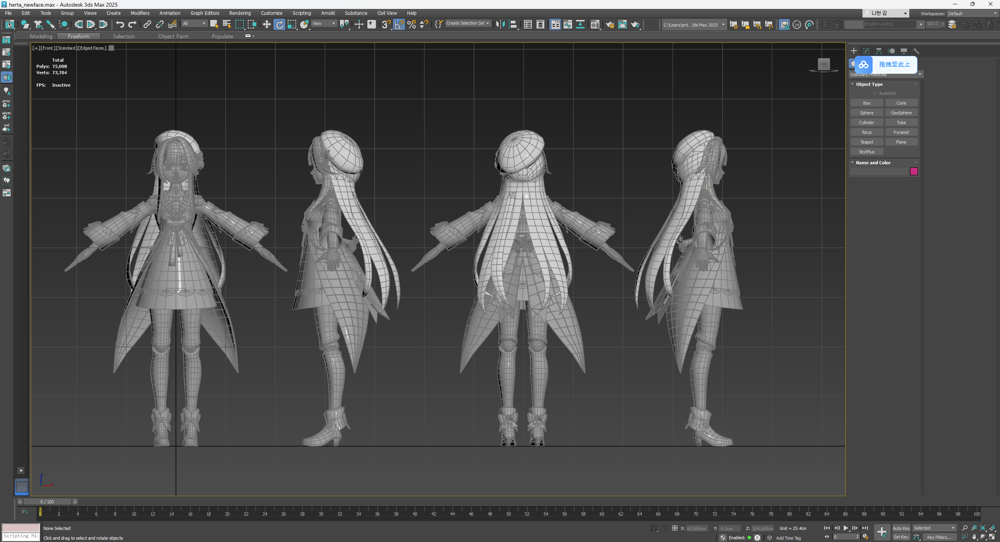 herta_newface.max - Autodesk 3ds Max 2025
File Edit Tools Group Views Create Modifiers Animation Graph Editors Rendering Customize Scripting Arnold Substance Civil View Help
나현 김
Workspaces: Default
All
View
Create Selection Set
C:\Users\ont...3ds Max 2025
14
(Enable Layers)
100.0
Modeling Freeform Selection Object Paint Populate
[+][Front][Standard][Edged Faces]
Total
Polys: 75,008
Verts: 73,704
FPS: Inactive
FRONT
proc
alem
vol
拖拽至此上
Standard Primitives
Object Type
AutoGrid
Box Cone
Sphere GeoSphere
Cylinder Tube
Torus Pyramid
Teapot Plane
TextPlus
Name and Color
z
x
< 0 / 100 >
0 2 4 6 8 10 12 14 16 18 20 22 24 26 28 30 32 34 36 38 40 42 44 46 48 50 52 54 56 58 60 62 64 66 68 70 72 74 76 78 80 82 84 86 88 90 92 94 96 98 100
None Selected
X: 60.689cm Y: -0.0cm Z: 204.689cm Grid = 25.4cm
Auto Key Selected
Scripting Mi
Click and drag to select and rotate objects
Enabled: 0 Add Time Tag
0
Set Key Key Filters...